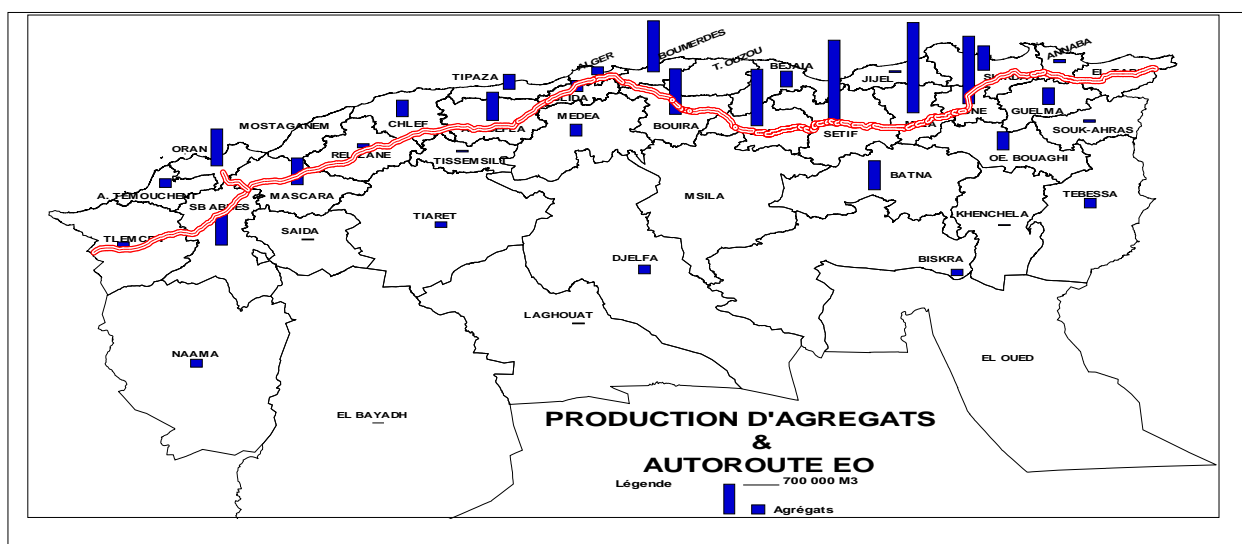 BOUMERDES
ANNABA
ALGER
T. OUZOU
BEJAIA
TIPAZA
JIJEL
GUELMA
CHLEF
MEDEA
MOSTAGANEM
BOUIRA
SETIF
SOUK-AHRAS
ORAN
RELIZANE
TISSEMSILT
OE. BOUAGHI
BATNA
A. TEMOUCHENT
MASCARA
MSILA
TEBESSA
TIARET
KHENCHELA
SAIDA
DJELFA
BISKRA
LAGHOUAT
NAAMA
EL OUED
EL BAYADH
PRODUCTION D'AGREGATS
&
AUTOROUTE EO
Légende
700 000 M3
Agrégats